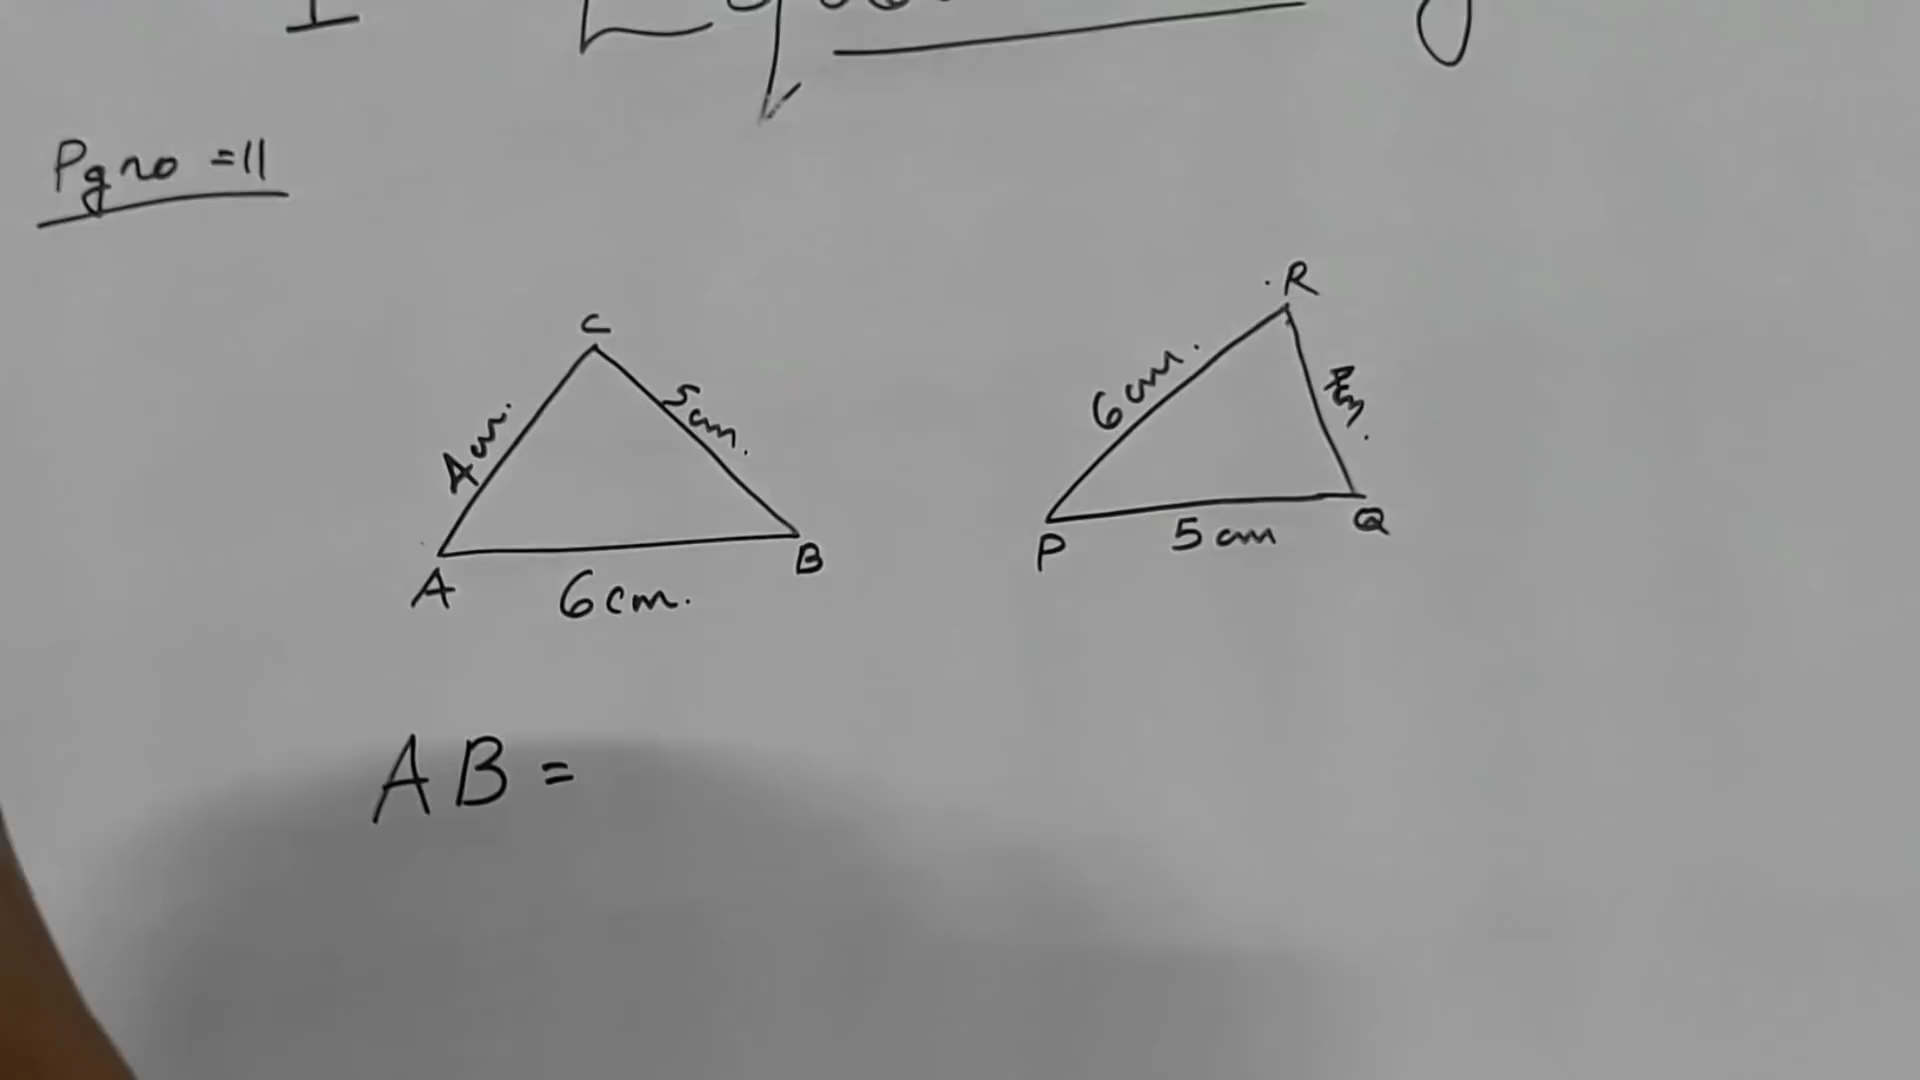 Pg no = 11
C
R
4cm.
5cm.
6cm.
A
B
P
Q
6cm.
5cm
AB =